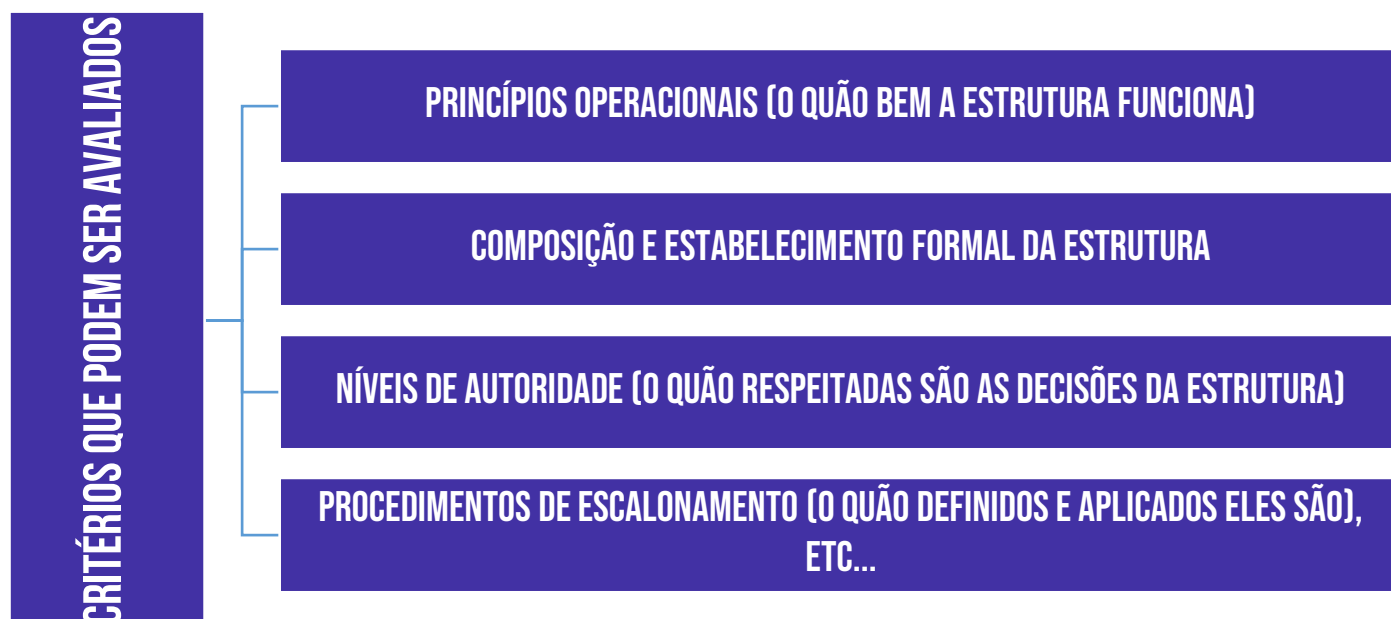 CRITÉRIOS QUE PODEM SER AVALIADOS
PRINCÍPIOS OPERACIONAIS (O QUÃO BEM A ESTRUTURA FUNCIONA)
COMPOSIÇÃO E ESTABELECIMENTO FORMAL DA ESTRUTURA
NÍVEIS DE AUTORIDADE (O QUÃO RESPEITADAS SÃO AS DECISÕES DA ESTRUTURA)
PROCEDIMENTOS DE ESCALONAMENTO (O QUÃO DEFINIDOS E APLICADOS ELES SÃO),
ETC...